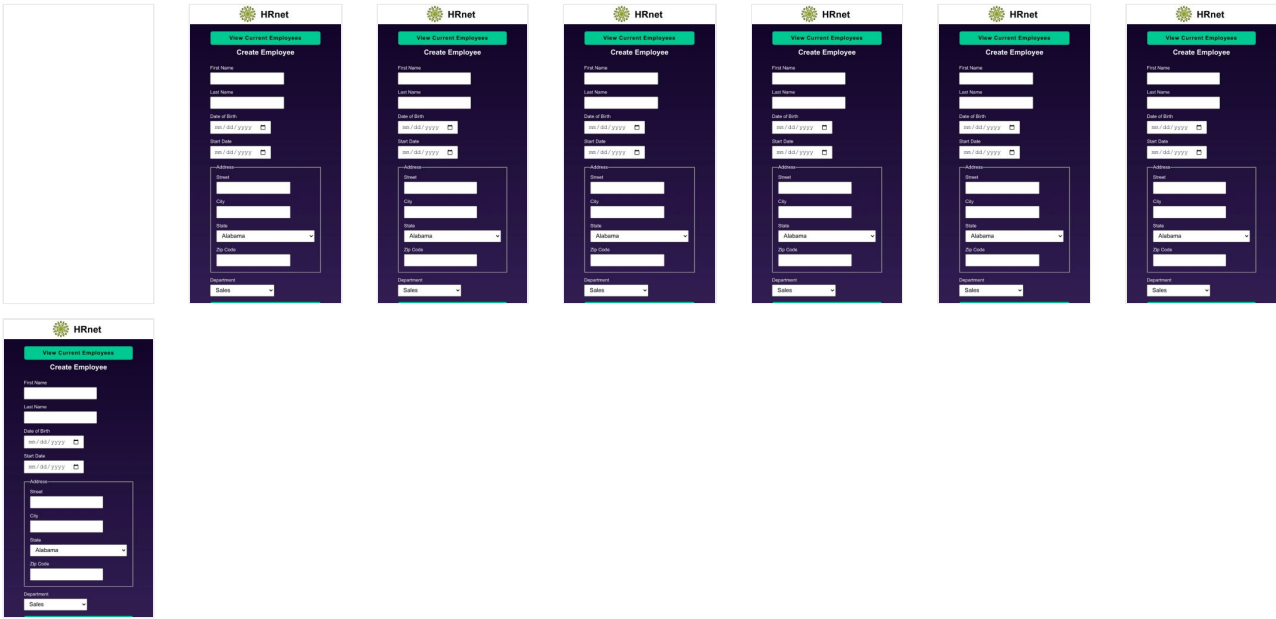 HRnet
View Current Employees
Create Employee
First Name
Last Name
Date of Birth
mm/dd/yyyy
Start Date
mm/dd/yyyy
Address
Street
City
State
Alabama
Zip Code
Department
Sales
HRnet
View Current Employees
Create Employee
First Name
Last Name
Date of Birth
mm/dd/yyyy
Start Date
mm/dd/yyyy
Address
Street
City
State
Alabama
Zip Code
Department
Sales
HRnet
View Current Employees
Create Employee
First Name
Last Name
Date of Birth
mm/dd/yyyy
Start Date
mm/dd/yyyy
Address
Street
City
State
Alabama
Zip Code
Department
Sales
HRnet
View Current Employees
Create Employee
First Name
Last Name
Date of Birth
mm/dd/yyyy
Start Date
mm/dd/yyyy
Address
Street
City
State
Alabama
Zip Code
Department
Sales
HRnet
View Current Employees
Create Employee
First Name
Last Name
Date of Birth
mm/dd/yyyy
Start Date
mm/dd/yyyy
Address
Street
City
State
Alabama
Zip Code
Department
Sales
HRnet
View Current Employees
Create Employee
First Name
Last Name
Date of Birth
mm/dd/yyyy
Start Date
mm/dd/yyyy
Address
Street
City
State
Alabama
Zip Code
Department
Sales
HRnet
View Current Employees
Create Employee
First Name
Last Name
Date of Birth
mm/dd/yyyy
Start Date
mm/dd/yyyy
Address
Street
City
State
Alabama
Zip Code
Department
Sales